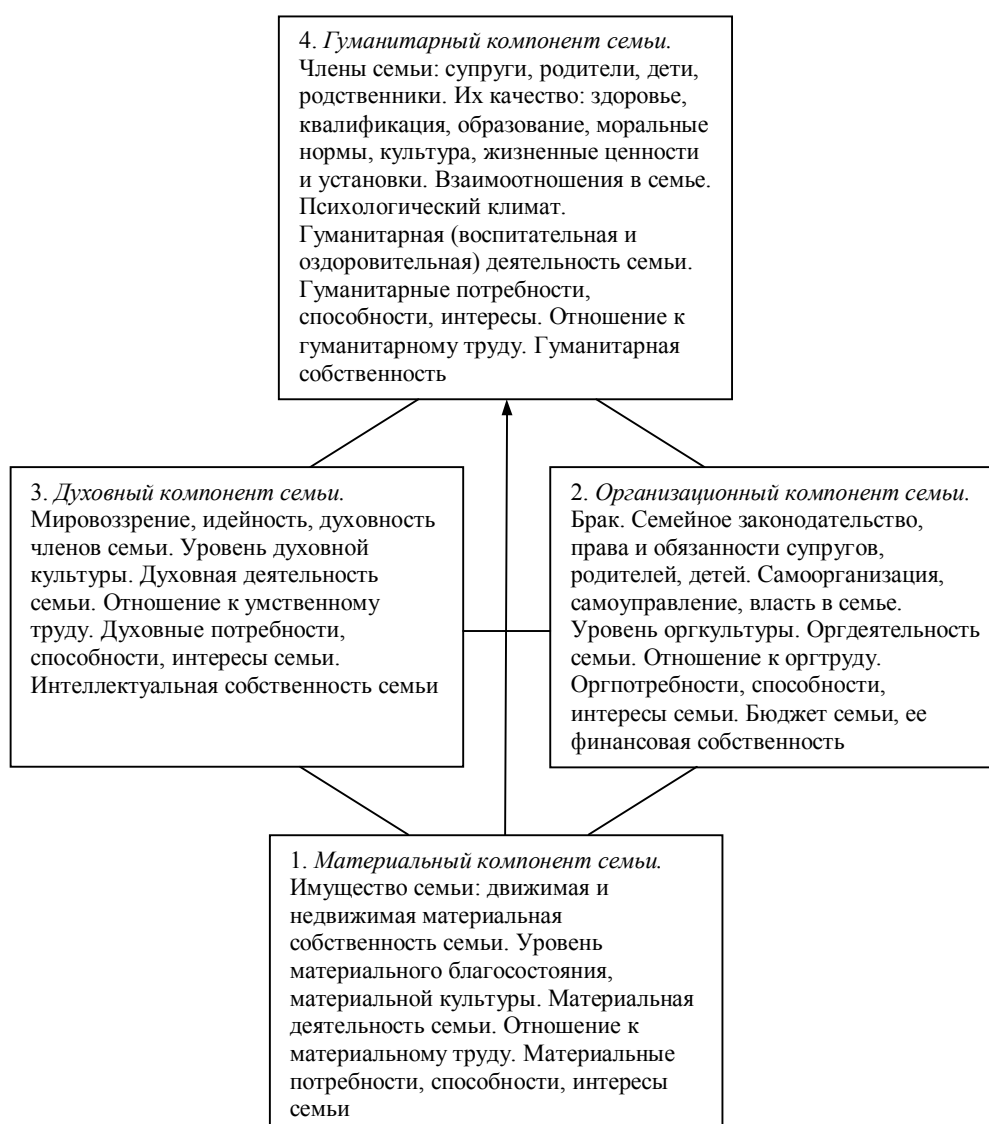 4. Гуманитарный компонент семьи.
Члены семьи: супруги, родители, дети,
родственники. Их качество: здоровье,
квалификация, образование, моральные
нормы, культура, жизненные ценности
и установки. Взаимоотношения в семье.
Психологический климат.
Гуманитарная (воспитательная и
оздоровительная) деятельность семьи.
Гуманитарные потребности,
способности, интересы. Отношение к
гуманитарному труду. Гуманитарная
собственность
3. Духовный компонент семьи.
Мировоззрение, идейность, духовность
членов семьи. Уровень духовной
культуры. Духовная деятельность
семьи. Отношение к умственному
труду. Духовные потребности,
способности, интересы семьи.
Интеллектуальная собственность семьи
2. Организационный компонент семьи.
Брак. Семейное законодательство,
права и обязанности супругов,
родителей, детей. Самоорганизация,
самоуправление, власть в семье.
Уровень оргкультуры. Оргдеятельность
семьи. Отношение к оргтруду.
Оргпотребности, способности,
интересы семьи. Бюджет семьи, ее
финансовая собственность
1. Материальный компонент семьи.
Имущество семьи: движимая и
недвижимая материальная
собственность семьи. Уровень
материального благосостояния,
материальной культуры. Материальная
деятельность семьи. Отношение к
материальному труду. Материальные
потребности, способности, интересы
семьи